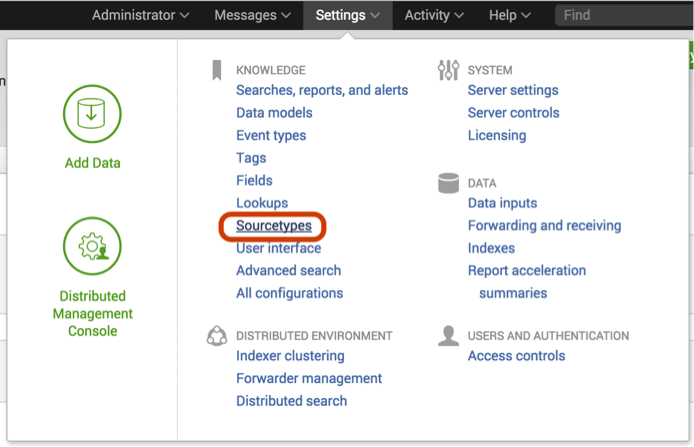 Administrator Messages Settings Activity Help Find
Add Data
Distributed
Management
Console
KNOWLEDGE
Searches, reports, and alerts
Data models
Event types
Tags
Fields
Lookups
Sourcetypes
User interface
Advanced search
All configurations
DISTRIBUTED ENVIRONMENT
Indexer clustering
Forwarder management
Distributed search
SYSTEM
Server settings
Server controls
Licensing
DATA
Data inputs
Forwarding and receiving
Indexes
Report acceleration
summaries
USERS AND AUTHENTICATION
Access controls